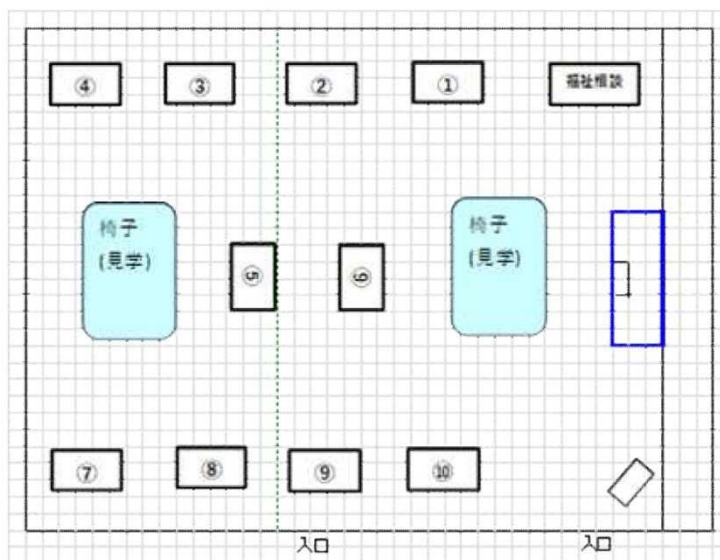 ④ ③ ② ① 福祉相談
椅子
(見学)
⑤
⑥
椅子
(見学)
⑦ ⑧ ⑨ ⑩
入口 入口